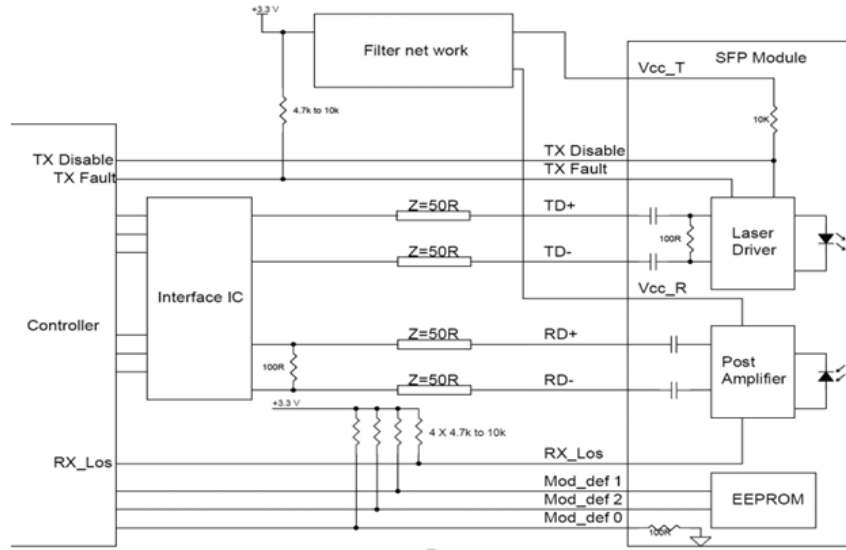 +3.3 V
Filter net work
SFP Module
Vcc_T
4.7k to 10k
10K
TX Disable
TX Disable
TX Fault
TX Fault
Z=50R
TD+
Laser
Driver
100R
Z=50R
TD-
Interface IC
Vcc_R
Controller
Z=50R
RD+
Post
Amplifier
100R
Z=50R
RD-
+3.3 V
4 X 4.7k to 10k
RX_Los
RX_Los
Mod_def 1
EEPROM
Mod_def 2
Mod_def 0
100R